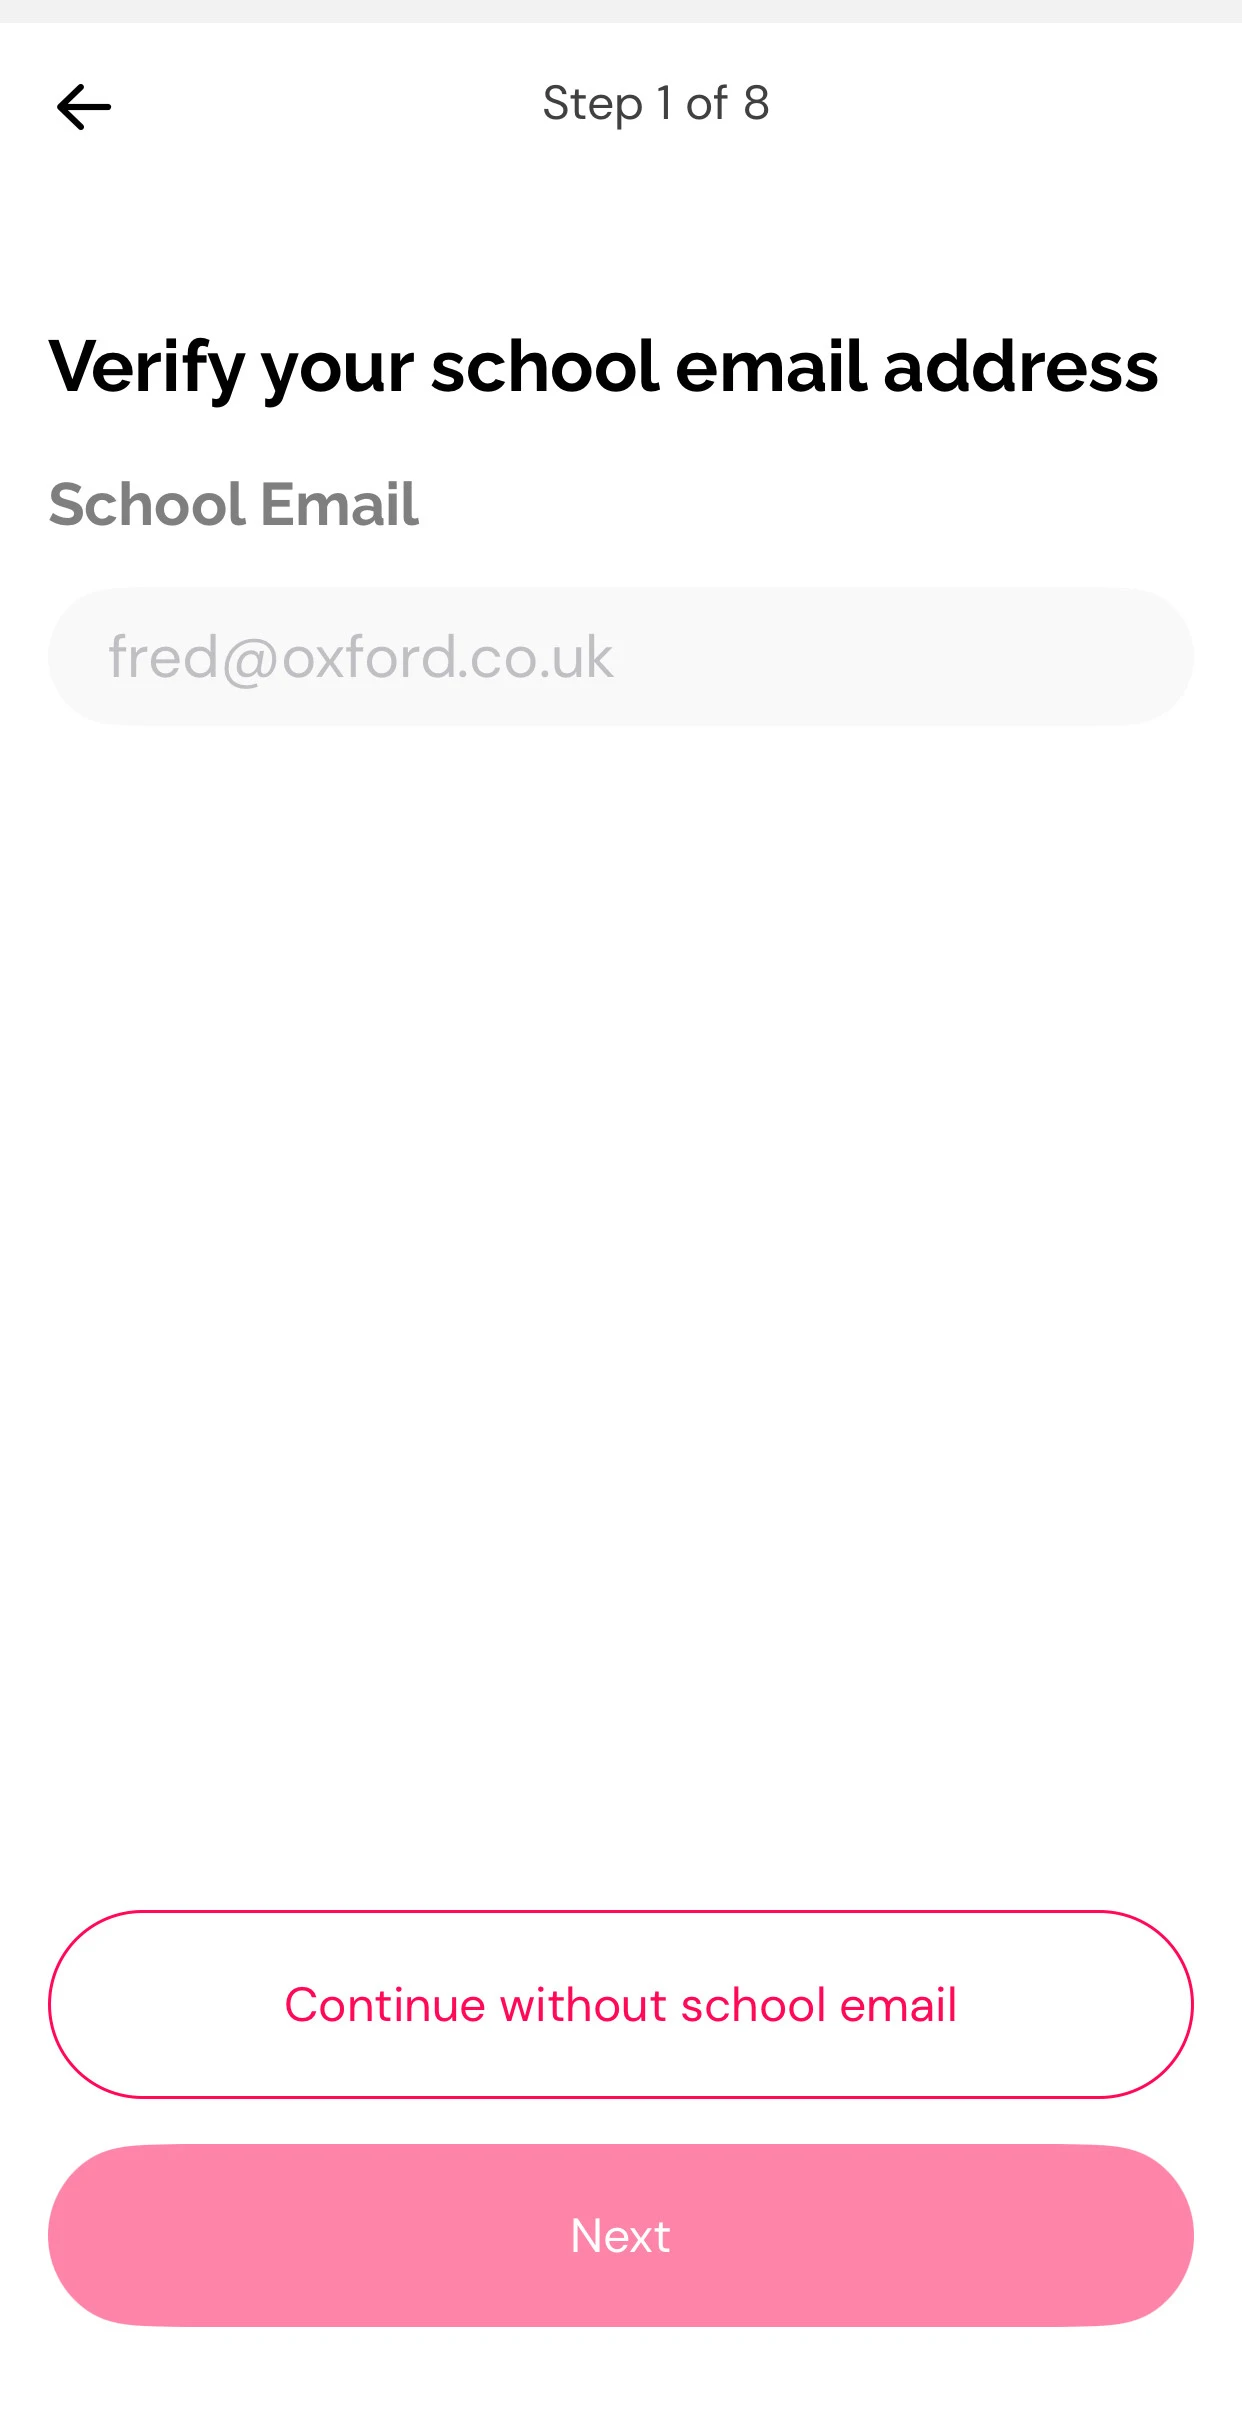 Step 1 of 8
Verify your school email address
School Email
fred@oxford.co.uk
Continue without school email
Next